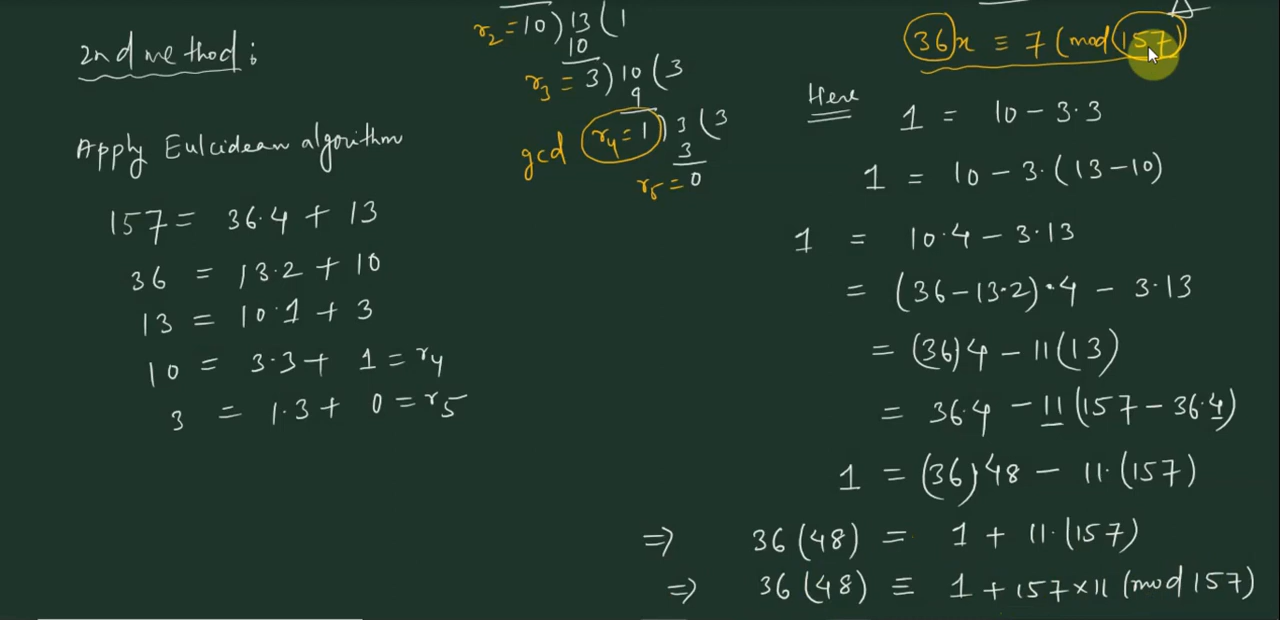 2nd method :
Apply Eulcidean algorithm
157 = 36.4 + 13
36 = 13.2 + 10
13 = 10.1 + 3
10 = 3.3 + 1 = r4
3 = 1.3 + 0 = r5
r2 = 10 ) 13 ( 1
10
r3 = 3 ) 10 ( 3
9
gcd r4 = 1 ) 3 ( 3
3
r5 = 0
36x ≡ 7 (mod 157)
Here 1 = 10 - 3.3
1 = 10 - 3.(13-10)
1 = 10.4 - 3.13
= (36-13.2).4 - 3.13
= (36)4 - 11(13)
= 36.4 - 11(157-36.4)
1 = (36)48 - 11.(157)
⇒ 36(48) = 1 + 11.(157)
⇒ 36(48) ≡ 1 + 157×11 (mod 157)